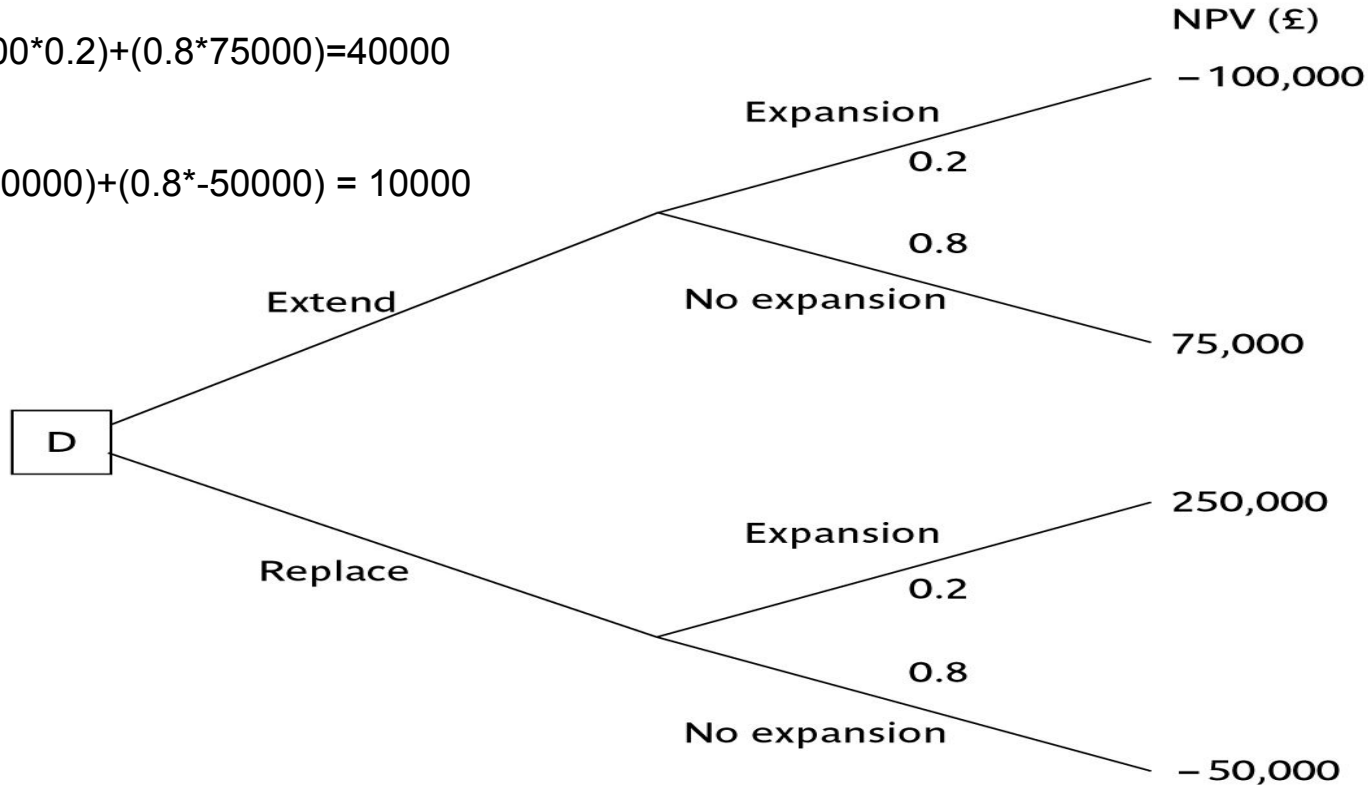 NPV (£)
00*0.2)+(0.8*75000)=40000
– 100,000
Expansion
0.2
0000)+(0.8*-50000) = 10000
0.8
Extend
No expansion
75,000
D
250,000
Expansion
Replace
0.2
0.8
No expansion
– 50,000